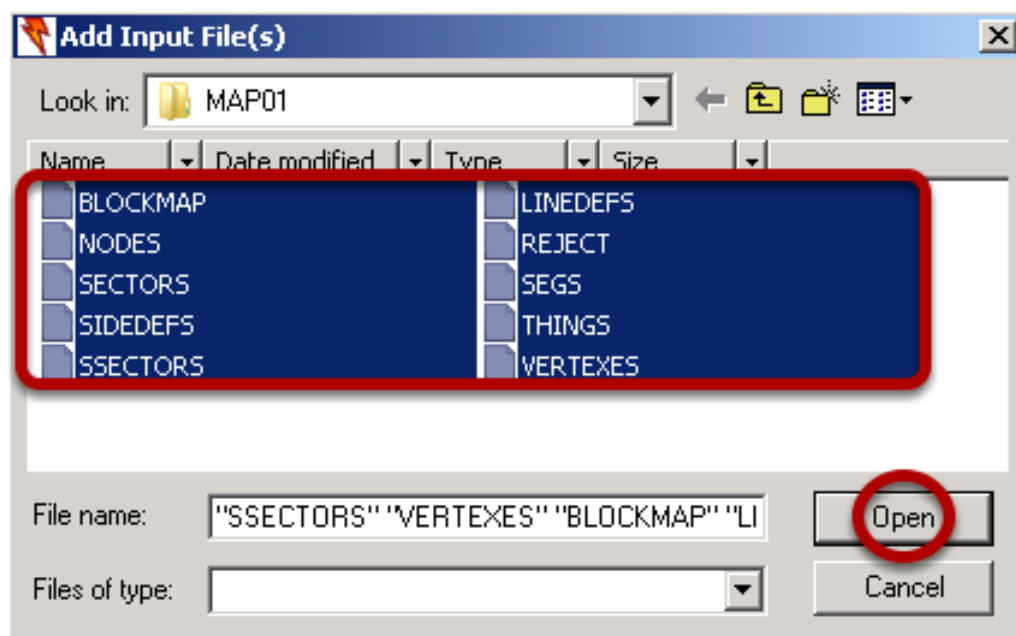 Add Input File(s)
Look in: MAP01
Name Date modified Type Size
BLOCKMAP LINEDEFS
NODES REJECT
SECTORS SEGS
SIDEDEFS THINGS
SSECTORS VERTEXES
File name: "SSECTORS" "VERTEXES" "BLOCKMAP" "LI
Open
Files of type:
Cancel